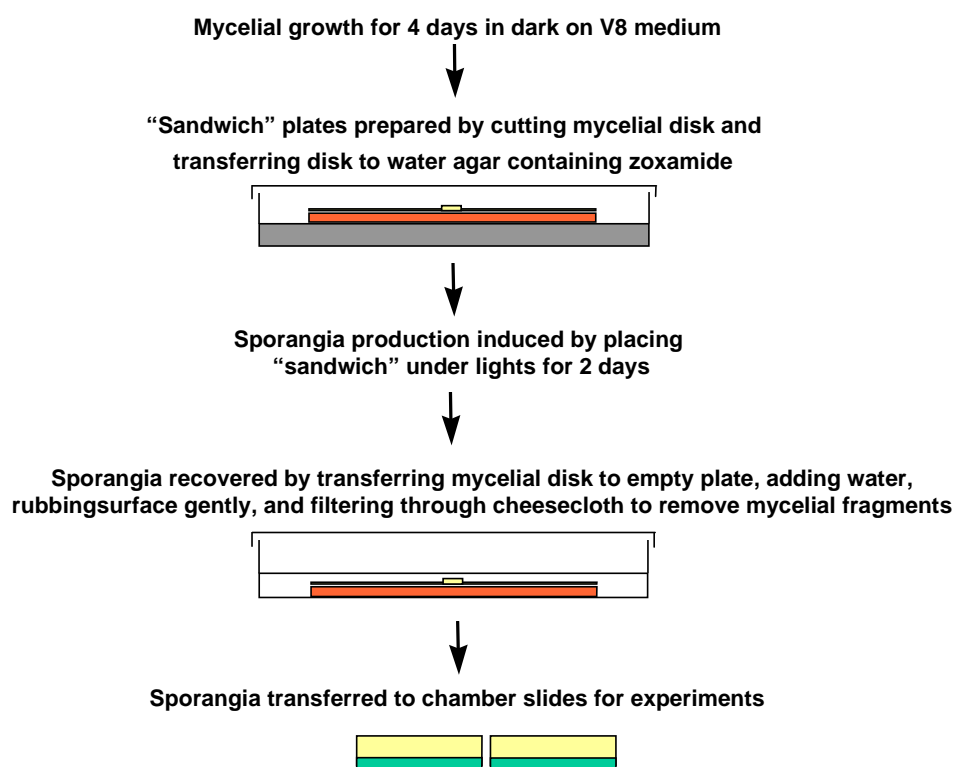 Mycelial growth for 4 days in dark on V8 medium
“Sandwich” plates prepared by cutting mycelial disk and
transferring disk to water agar containing zoxamide
Sporangia production induced by placing
“sandwich” under lights for 2 days
Sporangia recovered by transferring mycelial disk to empty plate, adding water,
rubbingsurface gently, and filtering through cheesecloth to remove mycelial fragments
Sporangia transferred to chamber slides for experiments